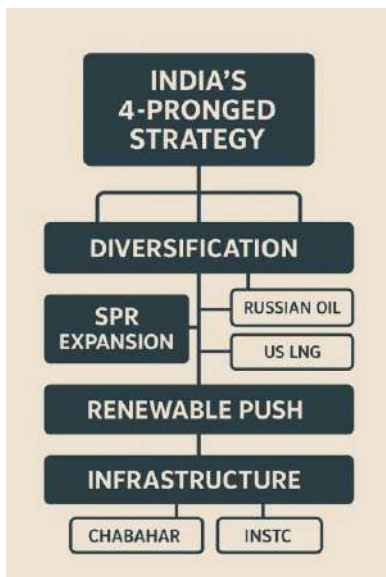 INDIA'S
4-PRONGED
STRATEGY
DIVERSIFICATION
SPR
EXPANSION
RUSSIAN OIL
US LNG
RENEWABLE PUSH
INFRASTRUCTURE
CHABAHAR
INSTC